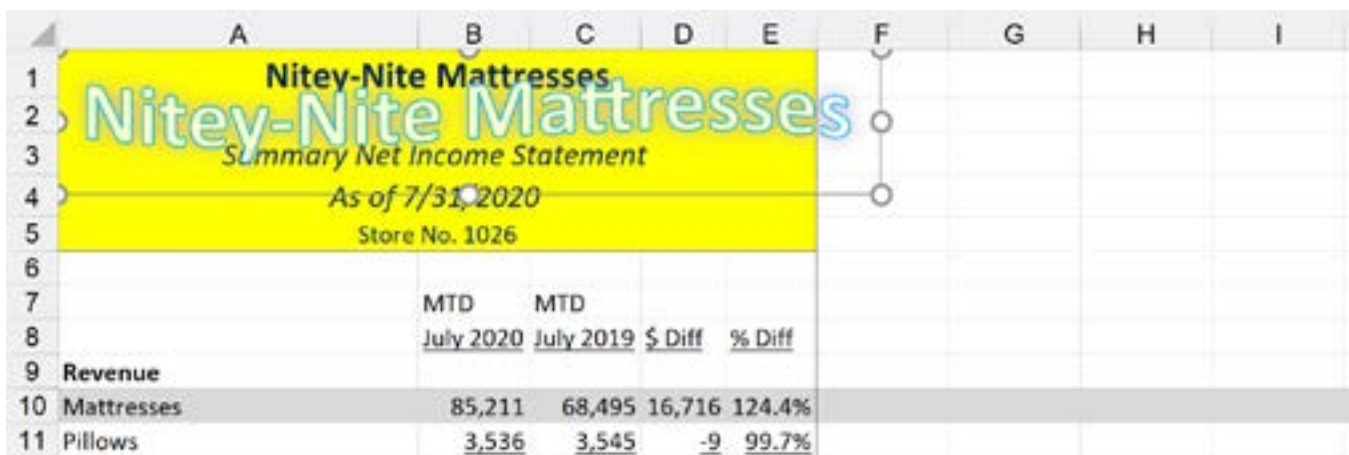 A B C D E F G H I
1 Nitey-Nite Mattresses
2 Nitey-Nite Mattresses
3 Summary Net Income Statement
4 As of 7/31/2020
5 Store No. 1026
6
7 MTD MTD
8 July 2020 July 2019 $ Diff % Diff
9 Revenue
10 Mattresses 85,211 68,495 16,716 124.4%
11 Pillows 3,536 3,545 -9 99.7%